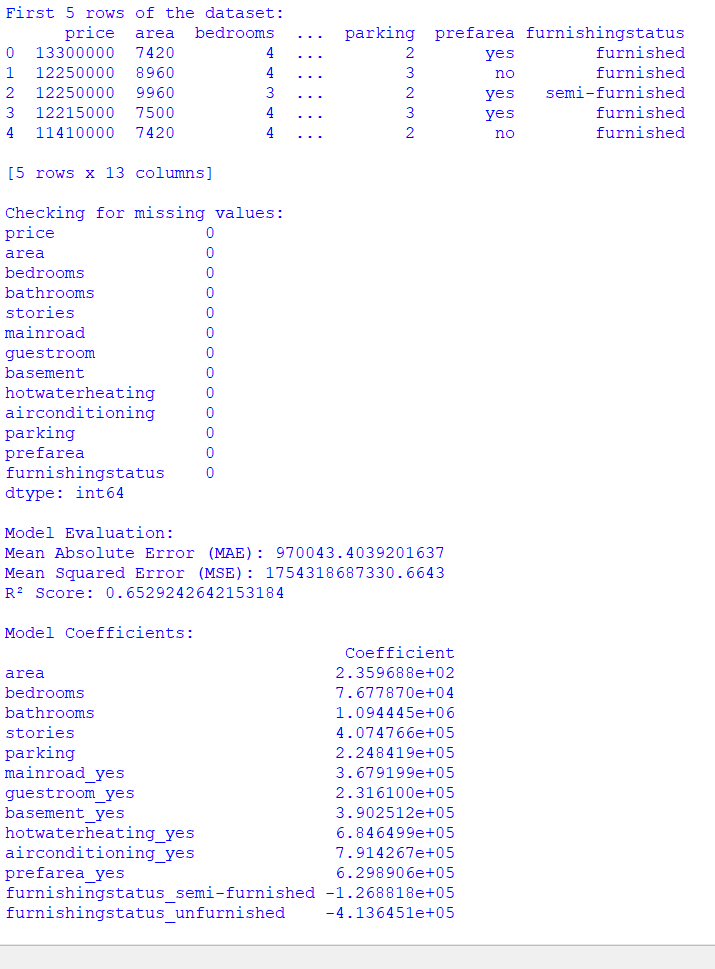 First 5 rows of the dataset:
      price  area  bedrooms  ...  parking  prefarea furnishingstatus
0  13300000  7420         4  ...        2       yes        furnished
1  12250000  8960         4  ...        3        no        furnished
2  12250000  9960         3  ...        2       yes   semi-furnished
3  12215000  7500         4  ...        3       yes        furnished
4  11410000  7420         4  ...        2        no        furnished

[5 rows x 13 columns]

Checking for missing values:
price               0
area                0
bedrooms            0
bathrooms           0
stories             0
mainroad            0
guestroom           0
basement            0
hotwaterheating     0
airconditioning     0
parking             0
prefarea            0
furnishingstatus    0
dtype: int64

Model Evaluation:
Mean Absolute Error (MAE): 970043.4039201637
Mean Squared Error (MSE): 1754318687330.6643
R² Score: 0.6529242642153184

Model Coefficients:
                                  Coefficient
area                             2.359688e+02
bedrooms                         7.677870e+04
bathrooms                        1.094445e+06
stories                          4.074766e+05
parking                          2.248419e+05
mainroad_yes                     3.679199e+05
guestroom_yes                    2.316100e+05
basement_yes                     3.902512e+05
hotwaterheating_yes              6.846499e+05
airconditioning_yes              7.914267e+05
prefarea_yes                     6.298906e+05
furnishingstatus_semi-furnished -1.268818e+05
furnishingstatus_unfurnished    -4.136451e+05